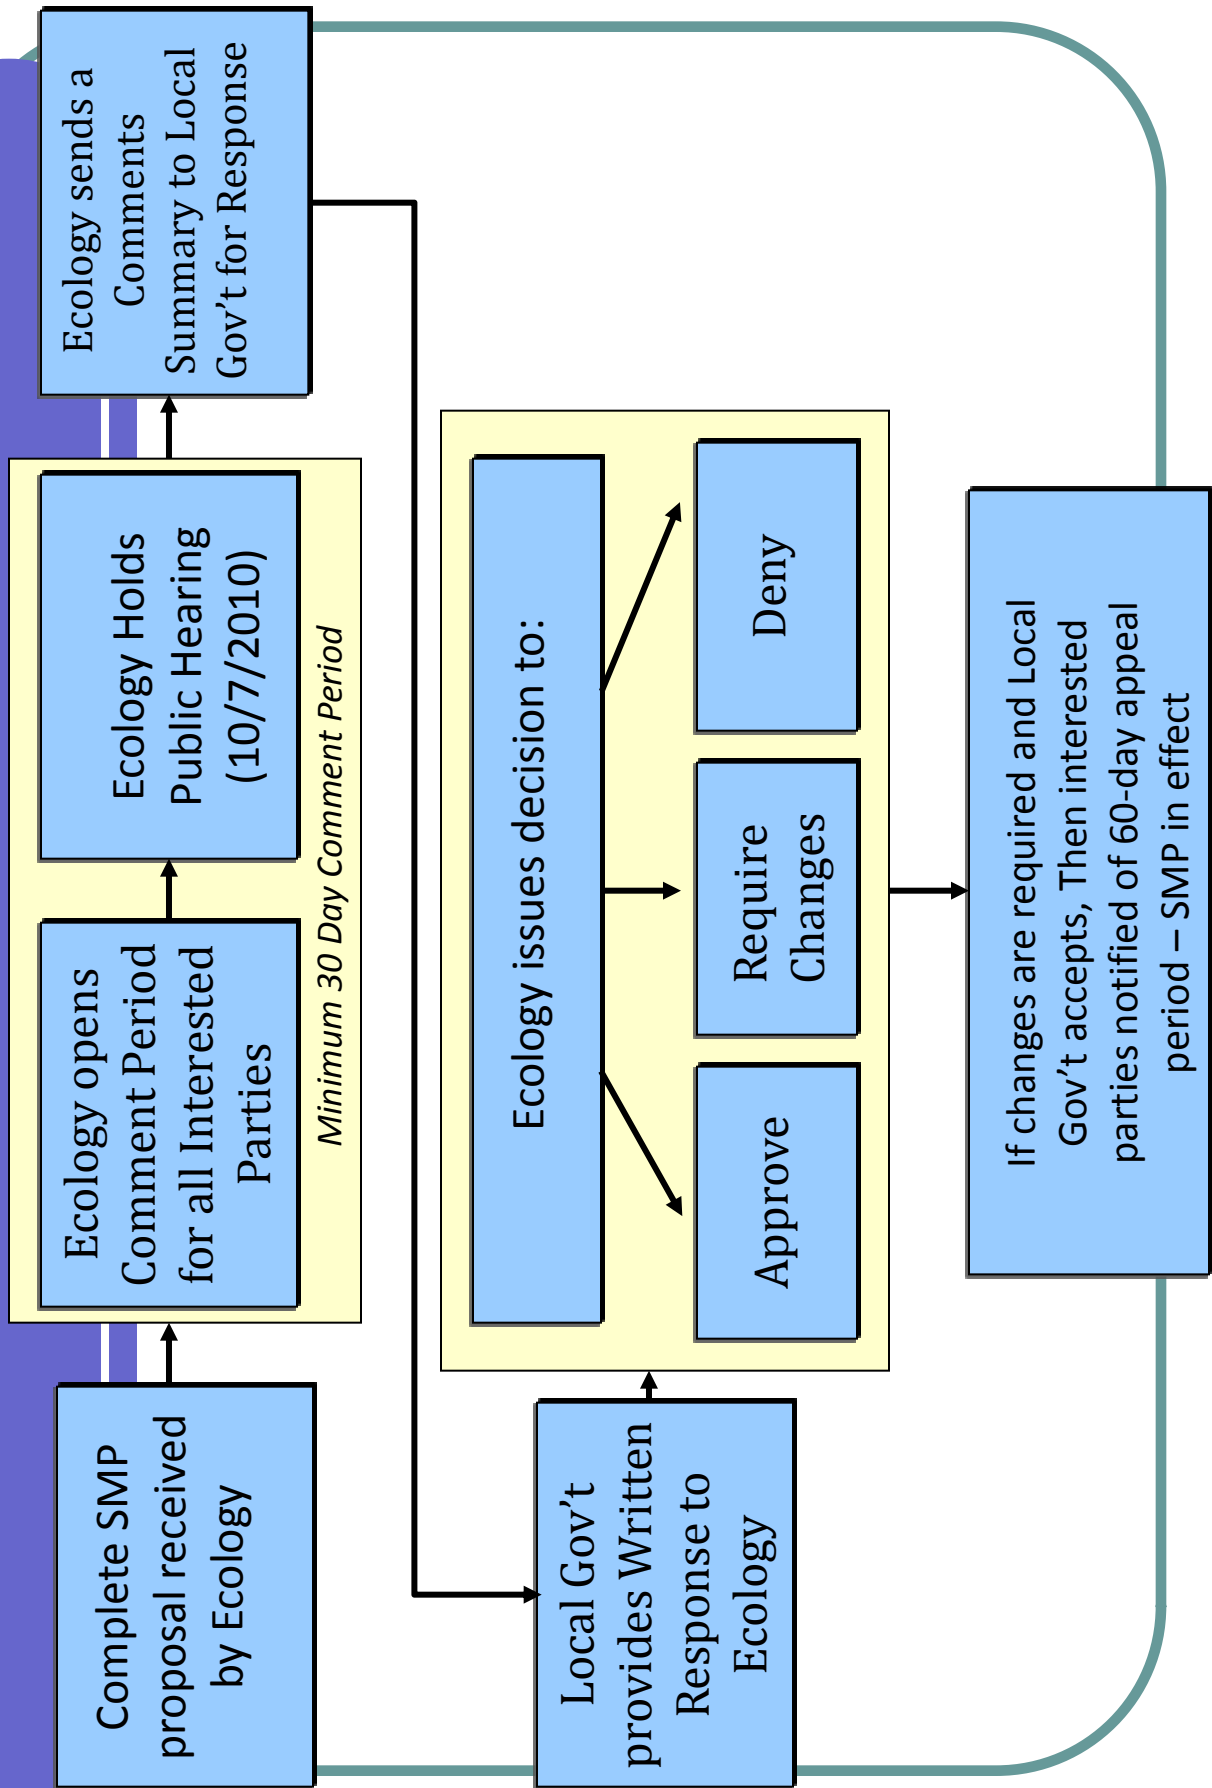 Complete SMP
proposal received
by Ecology
Ecology opens
Comment Period
for all Interested
Parties
Ecology Holds
Public Hearing
(10/7/2010)
Minimum 30 Day Comment Period
Ecology sends a
Comments
Summary to Local
Gov’t for Response
Local Gov’t
provides Written
Response to
Ecology
Ecology issues decision to:
Approve
Require
Changes
Deny
If changes are required and Local
Gov’t accepts, Then interested
parties notified of 60-day appeal
period – SMP in effect